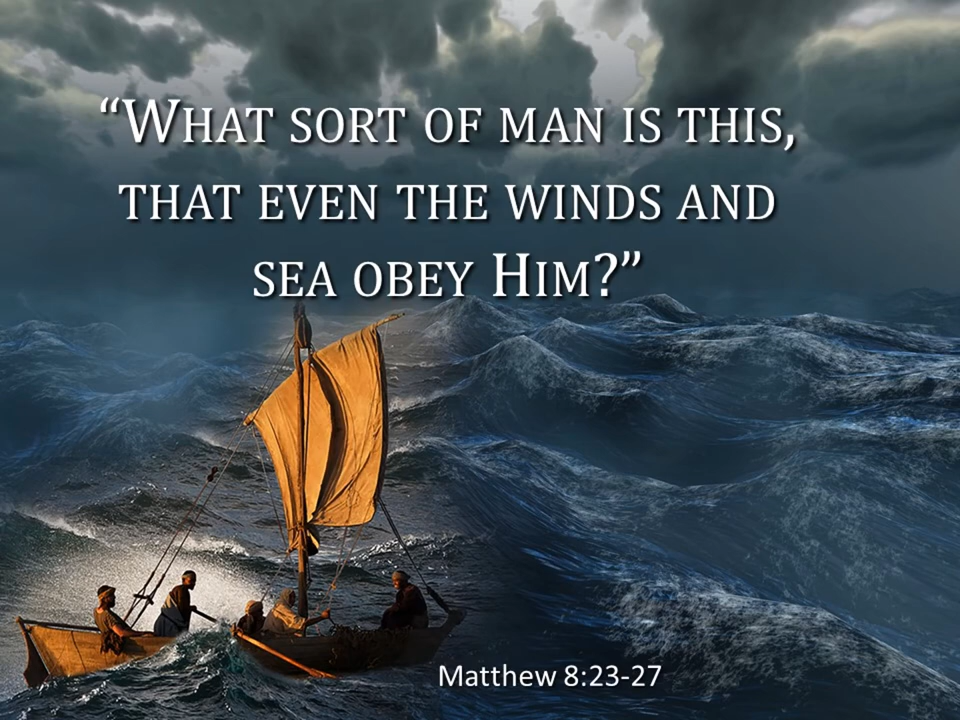 “What sort of man is this,
that even the winds and
sea obey Him?”
Matthew 8:23-27